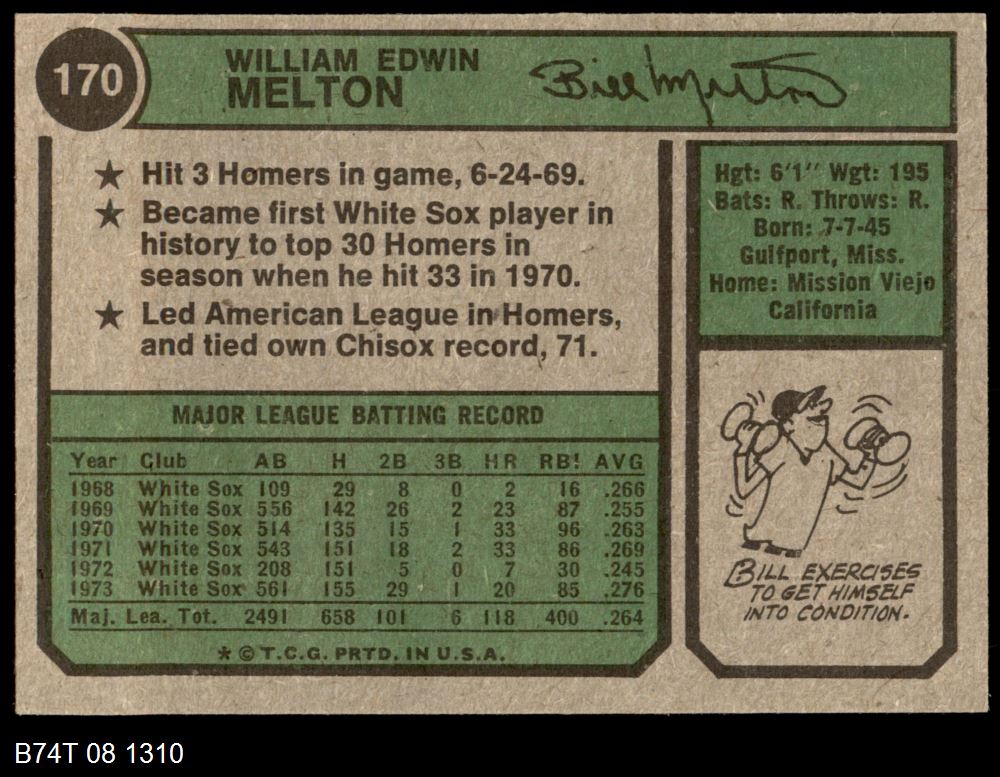 170
WILLIAM EDWIN
MELTON
Bill Melton
★ Hit 3 Homers in game, 6-24-69.
★ Became first White Sox player in
history to top 30 Homers in
season when he hit 33 in 1970.
★ Led American League in Homers,
and tied own Chisox record, 71.
Hgt: 6'1" Wgt: 195
Bats: R. Throws: R.
Born: 7-7-45
Gulfport, Miss.
Home: Mission Viejo
California
MAJOR LEAGUE BATTING RECORD
Year Club AB H 2B 3B HR RBI AVG
1968 White Sox 109 29 8 0 2 16 .266
1969 White Sox 556 142 26 2 23 87 .255
1970 White Sox 514 135 15 1 33 96 .263
1971 White Sox 543 151 18 2 33 86 .269
1972 White Sox 208 151 5 0 7 30 .245
1973 White Sox 561 155 29 1 20 85 .276
Maj. Lea. Tot. 2491 658 101 6 118 400 .264
★ © T.C.G. PRTD. IN U.S.A.
BILL EXERCISES
TO GET HIMSELF
INTO CONDITION.
B74T 08 1310